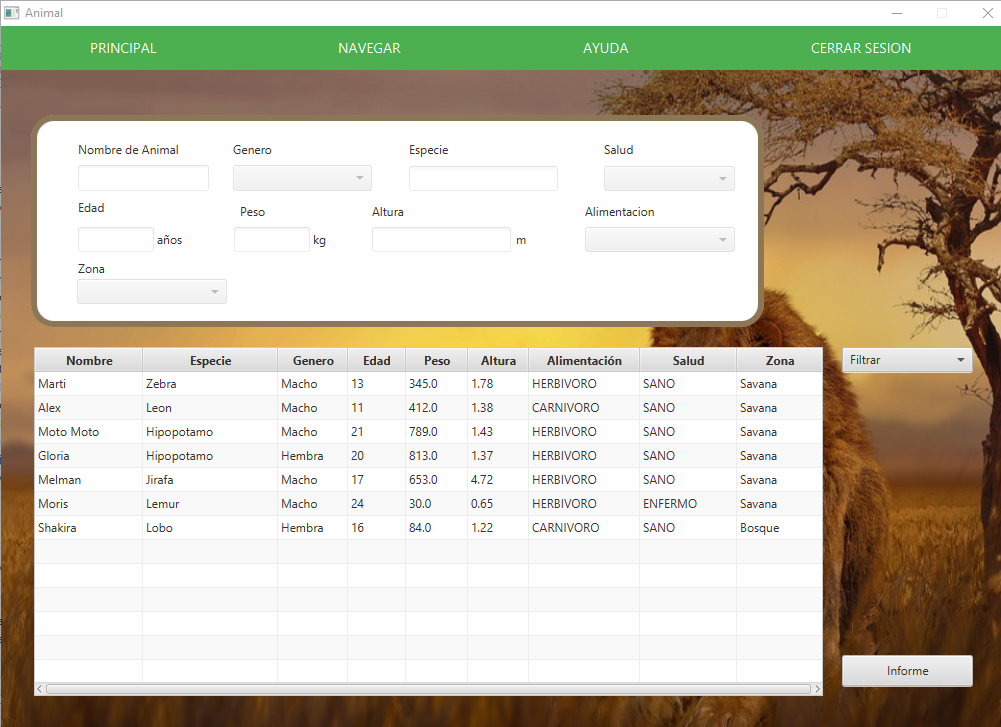 Animal
PRINCIPAL NAVEGAR AYUDA CERRAR SESION
Nombre de Animal Genero Especie Salud
Edad Peso Altura Alimentacion
años kg m
Zona
Nombre Especie Genero Edad Peso Altura Alimentación Salud Zona
Filtrar
Marti Zebra Macho 13 345.0 1.78 HERBIVORO SANO Savana
Alex Leon Macho 11 412.0 1.38 CARNIVORO SANO Savana
Moto Moto Hipopotamo Macho 21 789.0 1.43 HERBIVORO SANO Savana
Gloria Hipopotamo Hembra 20 813.0 1.37 HERBIVORO SANO Savana
Melman Jirafa Macho 17 653.0 4.72 HERBIVORO SANO Savana
Moris Lemur Macho 24 30.0 0.65 HERBIVORO ENFERMO Savana
Shakira Lobo Hembra 16 84.0 1.22 CARNIVORO SANO Bosque
Informe